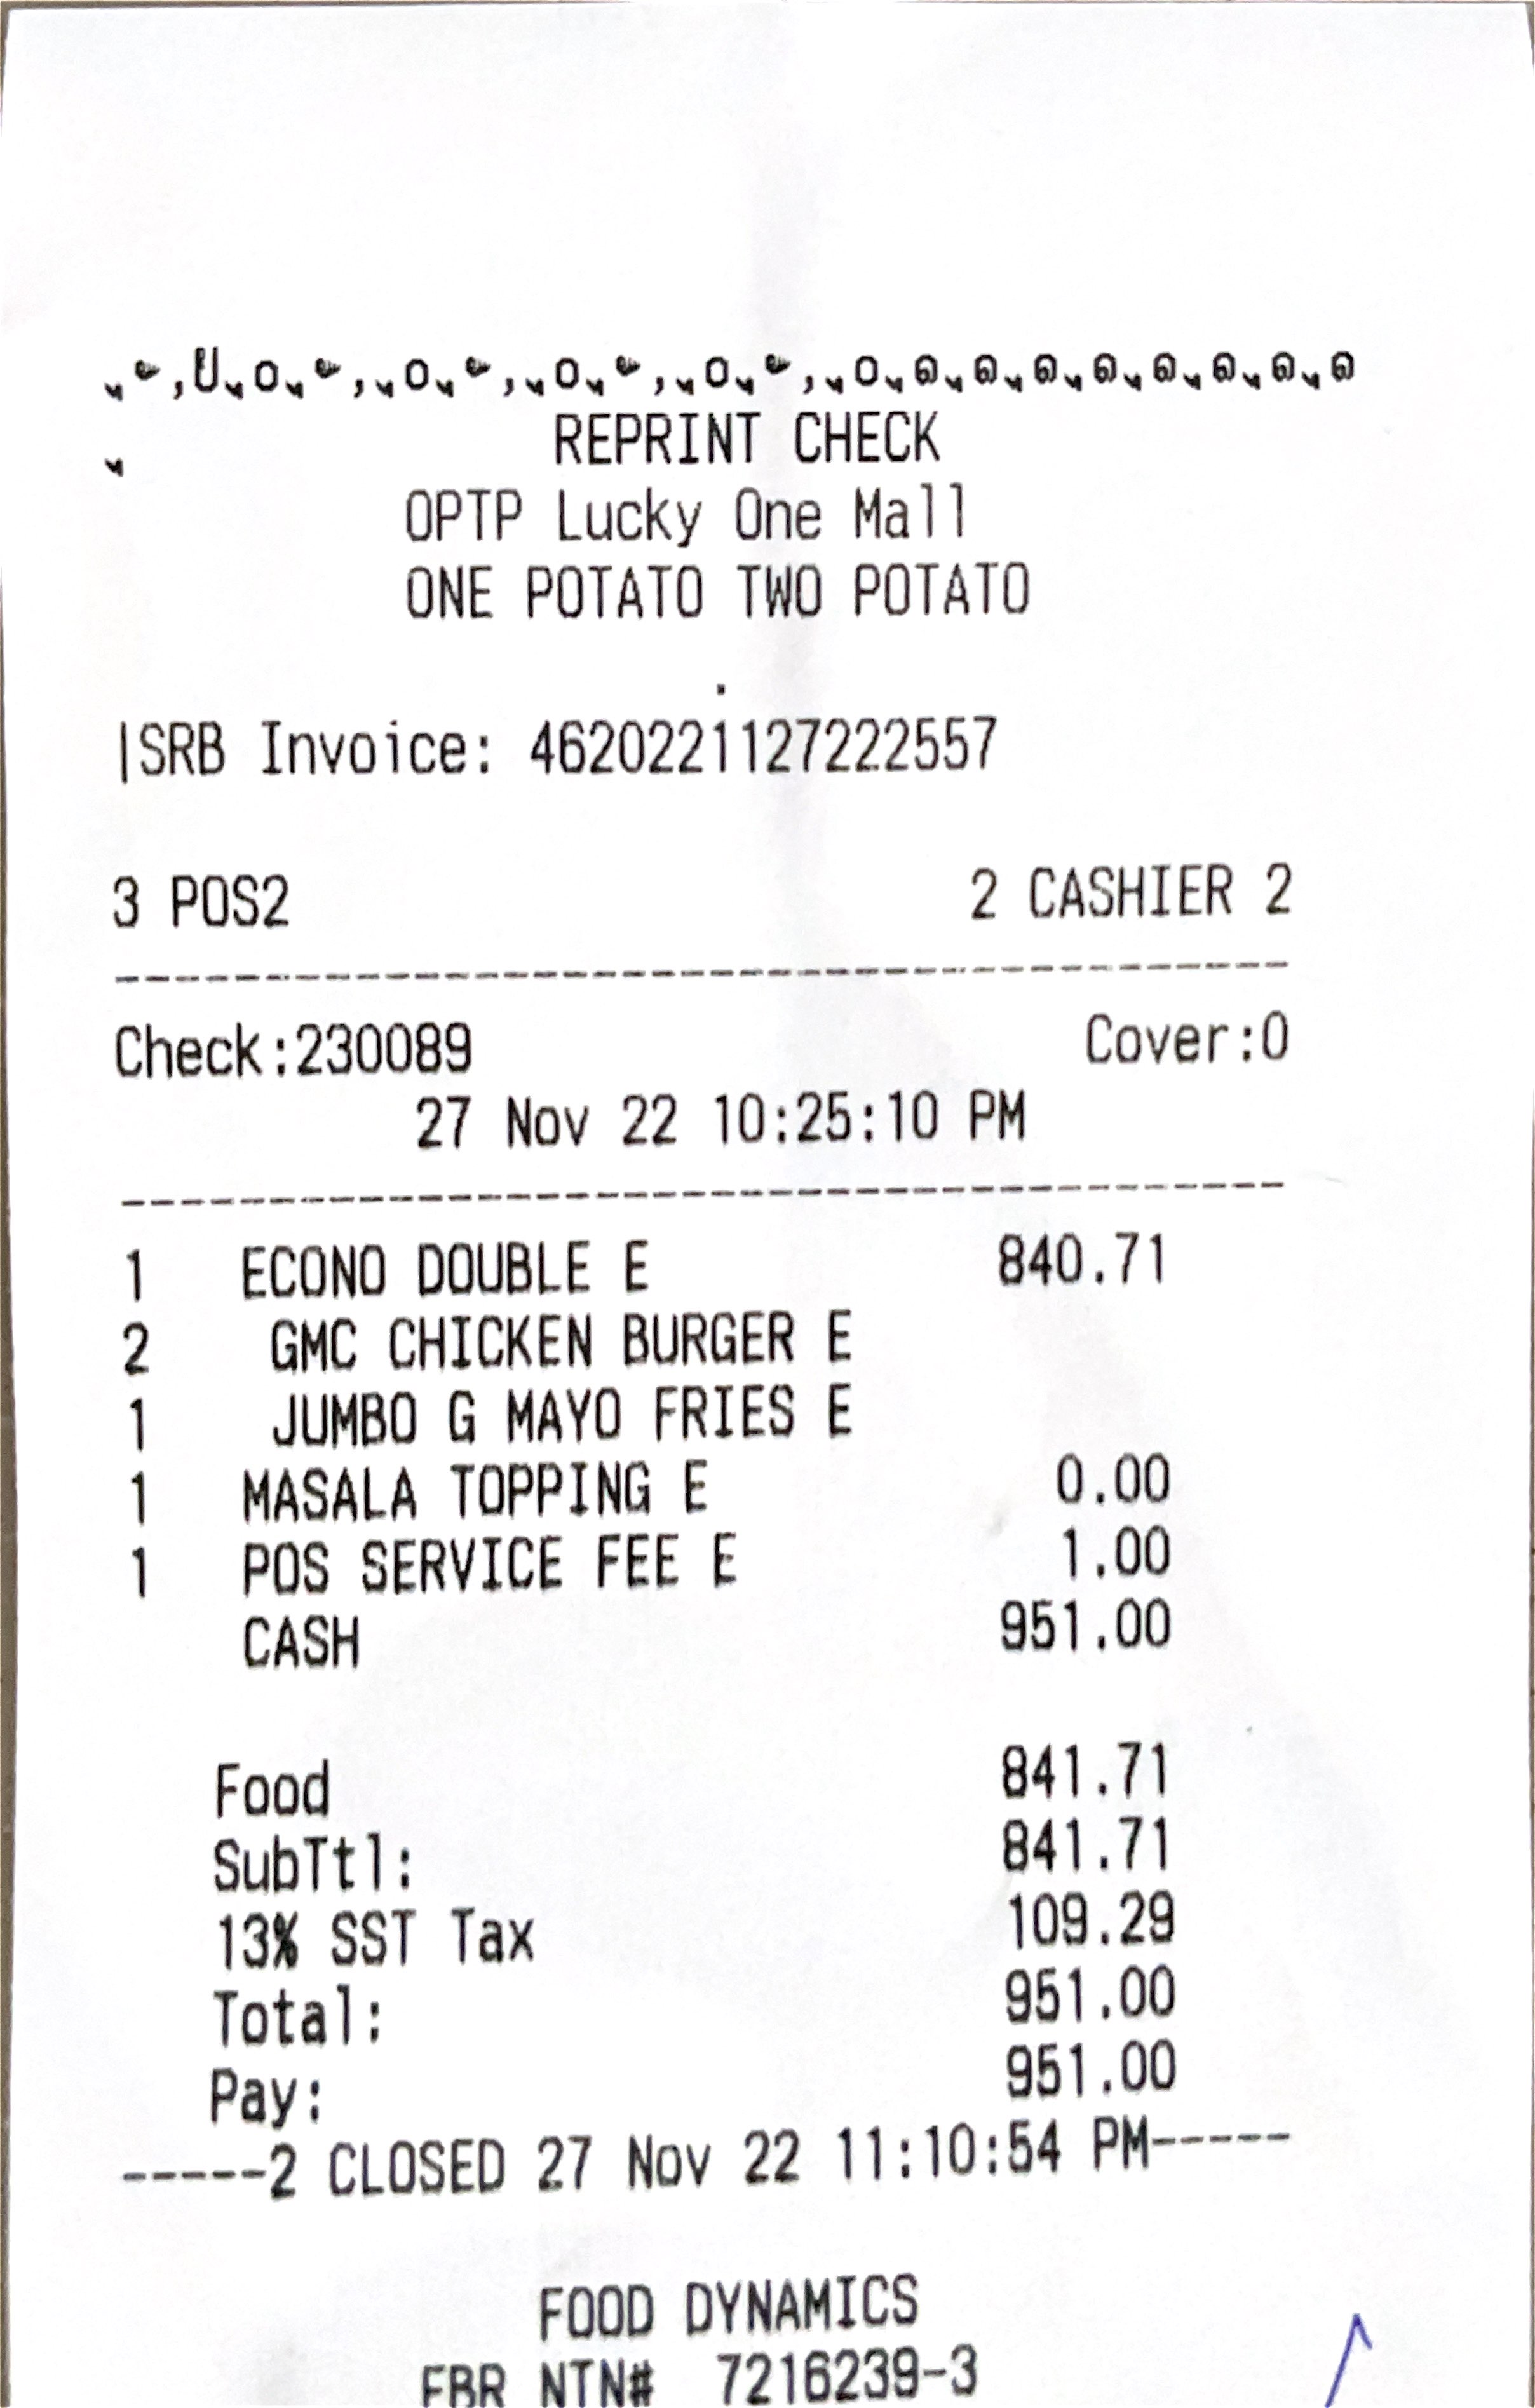 REPRINT CHECK
OPTP Lucky One Mall
ONE POTATO TWO POTATO
.
|SRB Invoice: 4620221127222557
3 POS2 2 CASHIER 2
----------------------------------------
Check:230089 Cover:0
27 Nov 22 10:25:10 PM
----------------------------------------
1 ECONO DOUBLE E 840.71
2 GMC CHICKEN BURGER E
1 JUMBO G MAYO FRIES E
1 MASALA TOPPING E 0.00
1 POS SERVICE FEE E 1.00
CASH 951.00
Food 841.71
SubTtl: 841.71
13% SST Tax 109.29
Total: 951.00
Pay: 951.00
-----2 CLOSED 27 Nov 22 11:10:54 PM-----
FOOD DYNAMICS
FBR NTN# 7216239-3